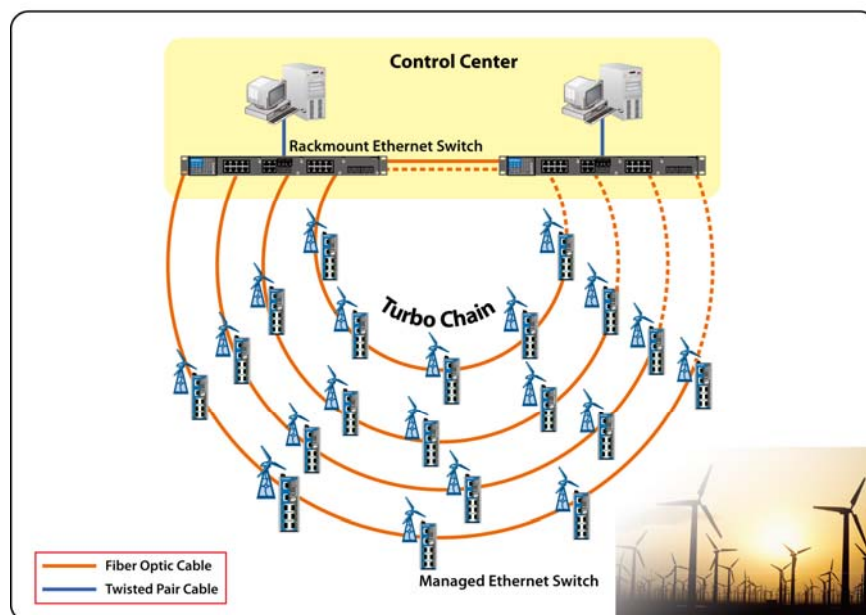 Control Center
Rackmount Ethernet Switch
Turbo Chain
Fiber Optic Cable
Twisted Pair Cable
Managed Ethernet Switch